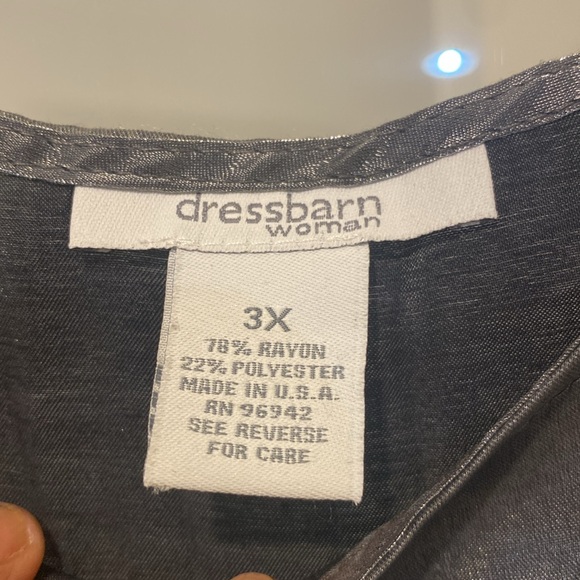 dressbarn
woman
3X
78% RAYON
22% POLYESTER
MADE IN U.S.A.
RN 96942
SEE REVERSE
FOR CARE